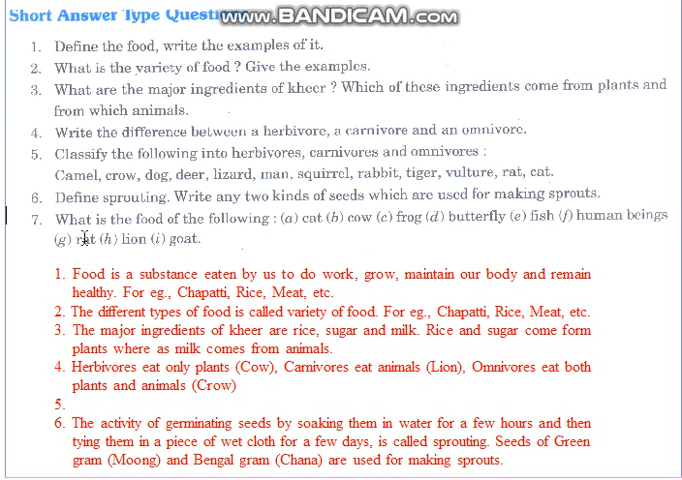 Short Answer Type Questi www.BANDICAM.com
1. Define the food, write the examples of it.
2. What is the variety of food ? Give the examples.
3. What are the major ingredients of kheer ? Which of these ingredients come from plants and
from which animals.
4. Write the difference between a herbivore, a carnivore and an omnivore.
5. Classify the following into herbivores, carnivores and omnivores :
Camel, crow, dog, deer, lizard, man, squirrel, rabbit, tiger, vulture, rat, cat.
6. Define sprouting. Write any two kinds of seeds which are used for making sprouts.
7. What is the food of the following : (a) cat (b) cow (c) frog (d) butterfly (e) fish (f) human beings
(g) rat (h) lion (i) goat.
1. Food is a substance eaten by us to do work, grow, maintain our body and remain
healthy. For eg., Chapatti, Rice, Meat, etc.
2. The different types of food is called variety of food. For eg., Chapatti, Rice, Meat, etc.
3. The major ingredients of kheer are rice, sugar and milk. Rice and sugar come form
plants where as milk comes from animals.
4. Herbivores eat only plants (Cow), Carnivores eat animals (Lion), Omnivores eat both
plants and animals (Crow)
5.
6. The activity of germinating seeds by soaking them in water for a few hours and then
tying them in a piece of wet cloth for a few days, is called sprouting. Seeds of Green
gram (Moong) and Bengal gram (Chana) are used for making sprouts.